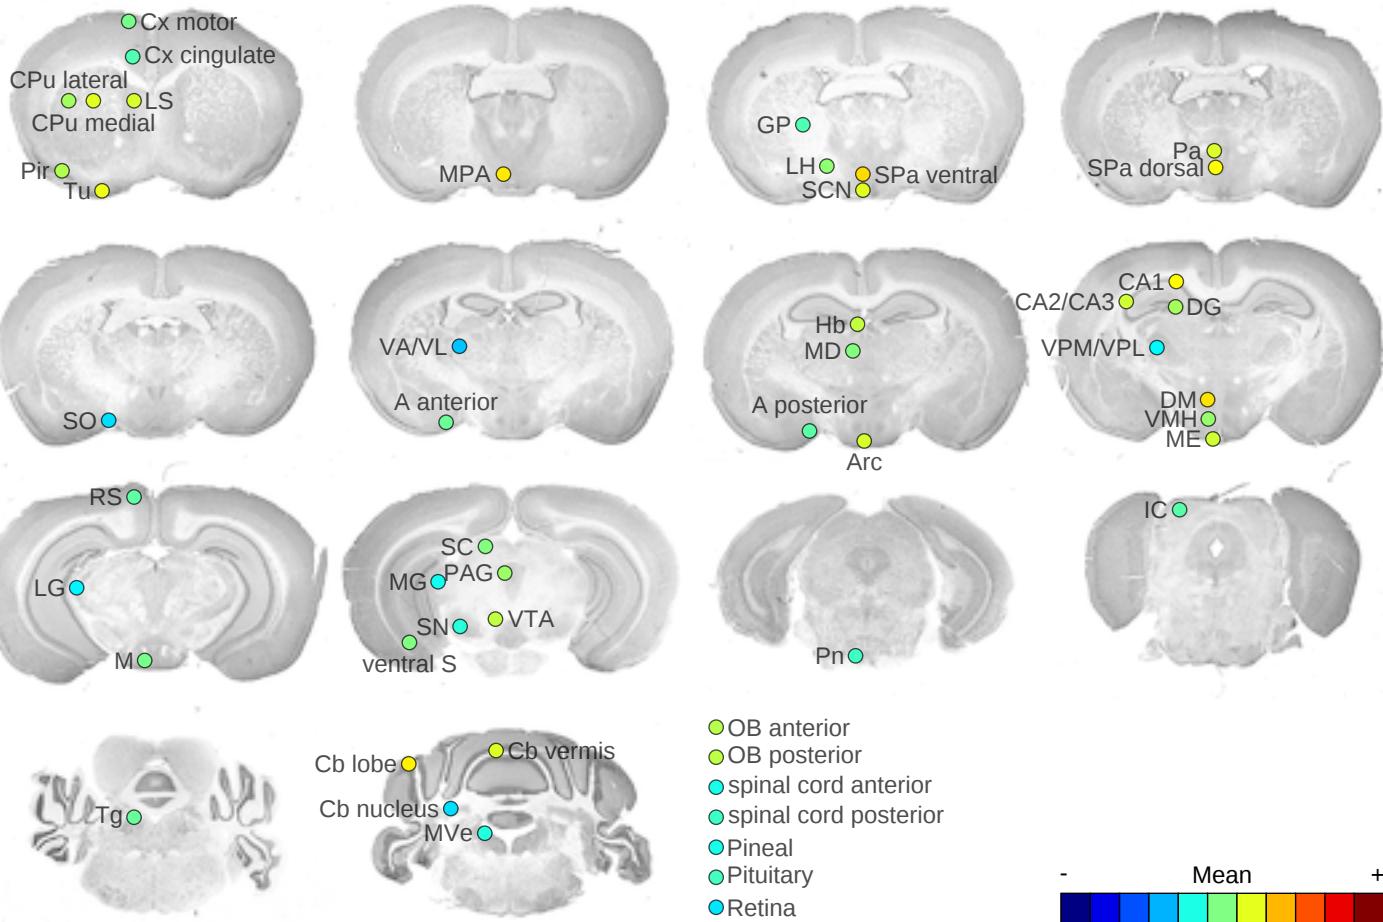 Cx motor
Cx cingulate
CPu lateral
LS
CPu medial
Pir
Tu
MPA
GP
LH
SPa ventral
SCN
Pa
SPa dorsal
SO
VA/VL
A anterior
Hb
MD
A posterior
Arc
CA1
CA2/CA3
DG
VPM/VPL
DM
VMH
ME
RS
LG
M
SC
MG
PAG
SN
VTA
ventral S
Pn
IC
Tg
Cb lobe
Cb vermis
Cb nucleus
MVe
OB anterior
OB posterior
spinal cord anterior
spinal cord posterior
Pineal
Pituitary
Retina
- Mean +